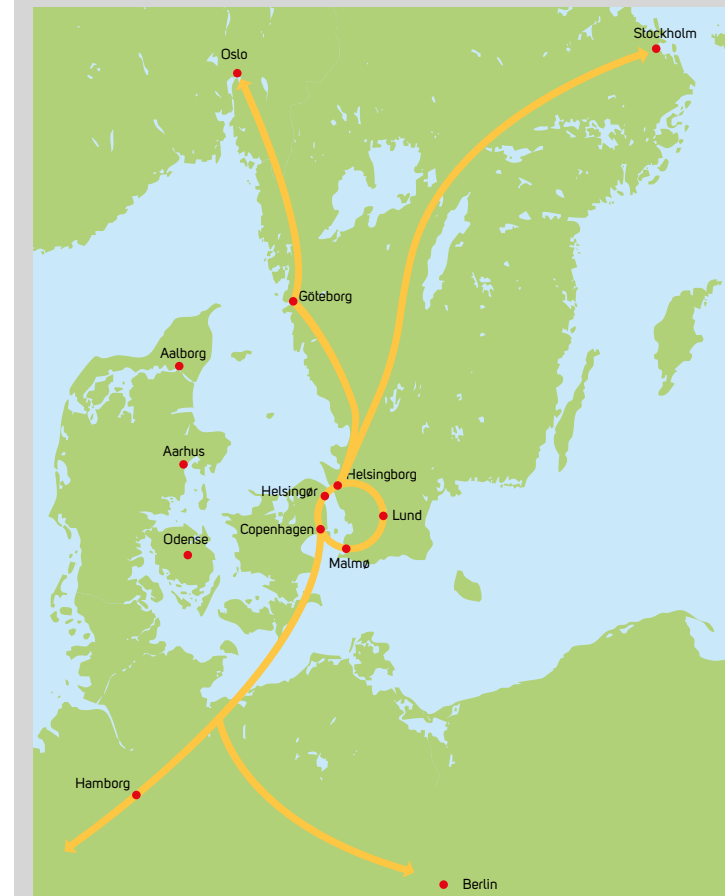 Stockholm
Oslo
Göteborg
Aalborg
Aarhus
Helsingborg
Helsingør
Lund
Copenhagen
Odense
Malmø
Hamborg
Berlin